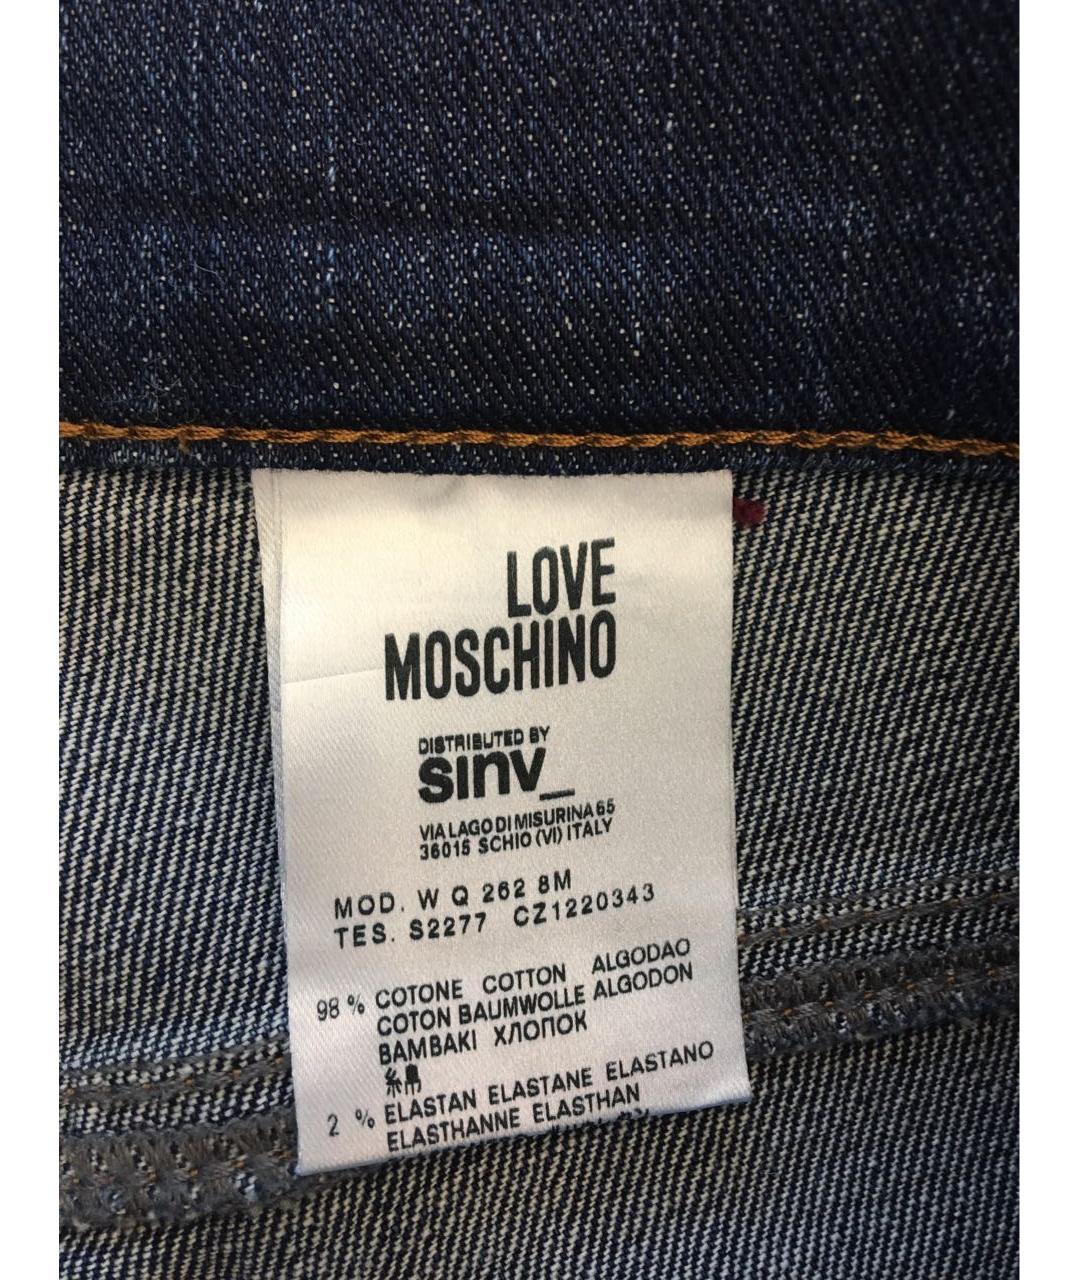 LOVE
MOSCHINO
DISTRIBUTED BY
sinv_
VIA LAGO DI MISURINA 65
36015 SCHIO (VI) ITALY
MOD. W Q 262 8M
TES. S2277 CZ1220343
98 % COTONE COTTON ALGODAO
COTON BAUMWOLLE ALGODON
BAMBAKI ХЛОПОК
綿
2 % ELASTAN ELASTANE ELASTANO
ELASTHANNE ELASTHAN